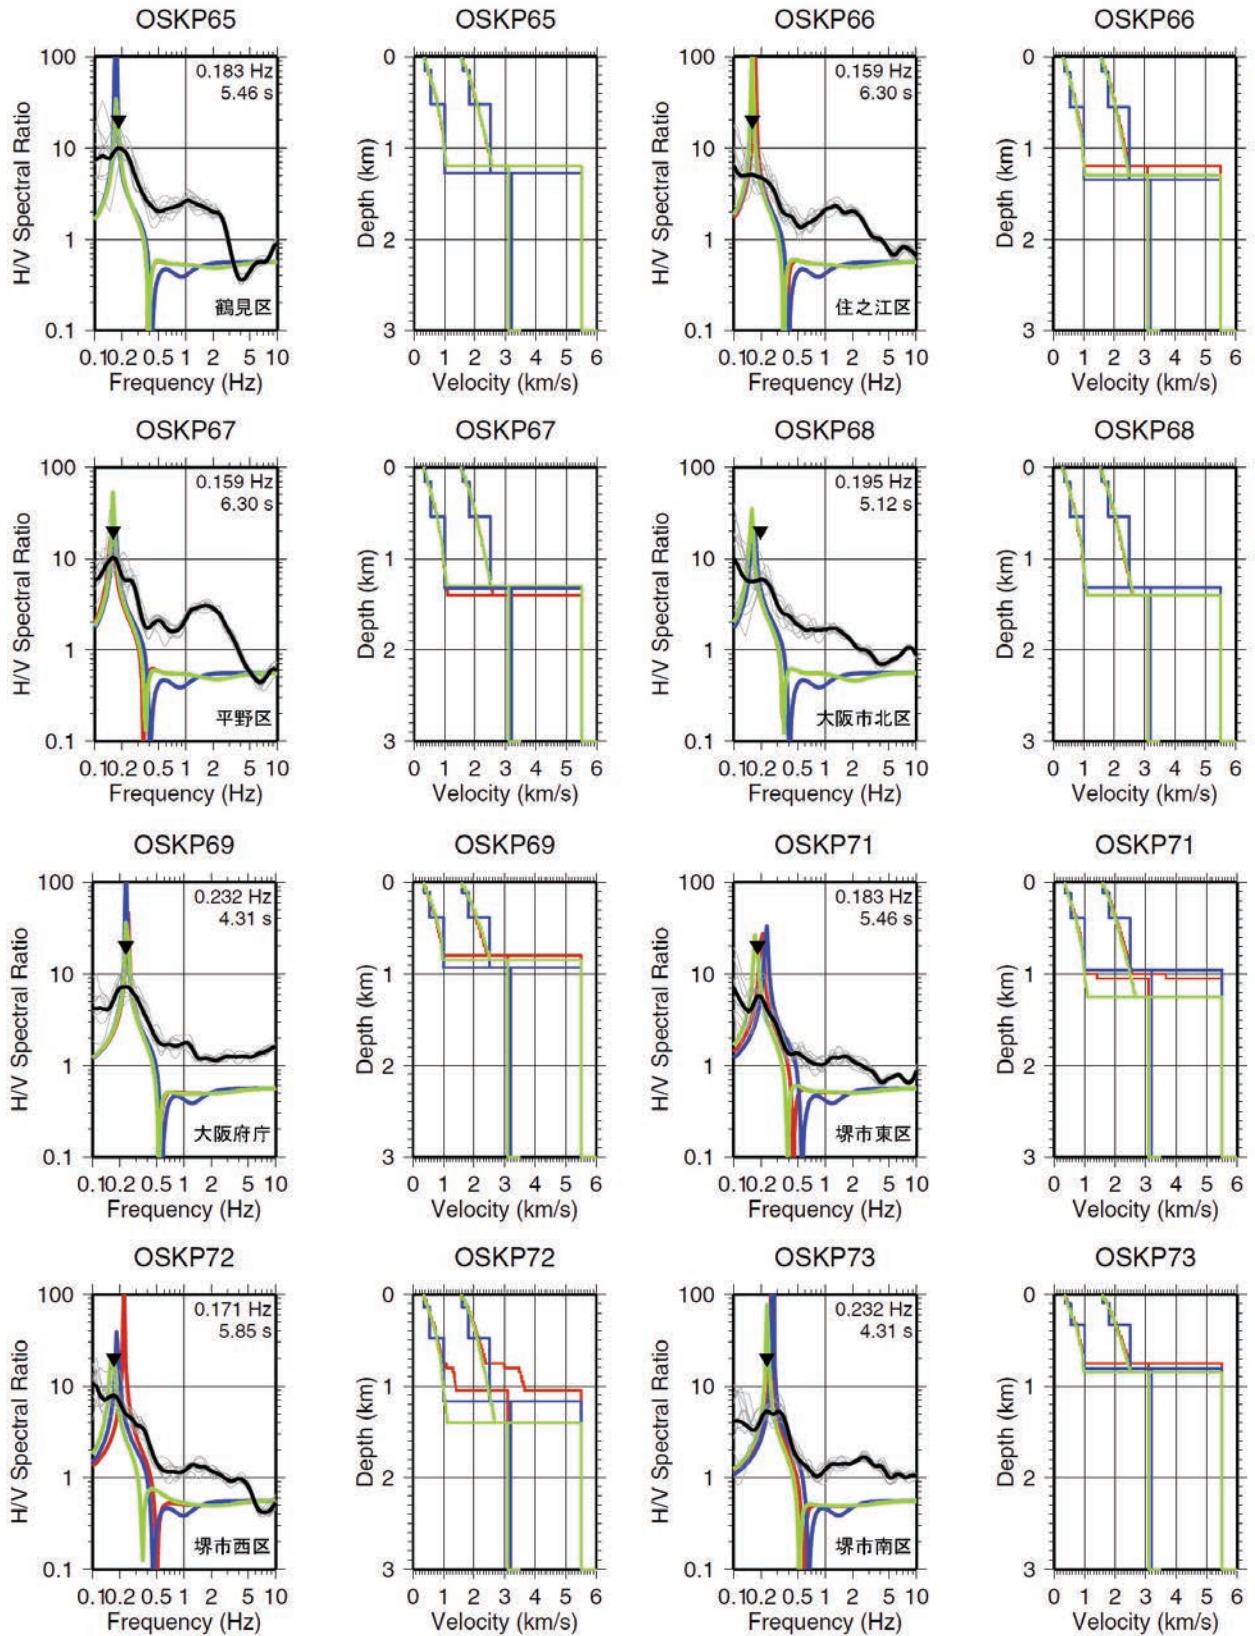 OSKP65
OSKP65
OSKP66
OSKP66
100
10
1
0.1
H/V Spectral Ratio
0.183 Hz
5.46 s
鶴見区
0.1 0.2 0.5 1 2 5 10
Frequency (Hz)
0
1
2
3
Depth (km)
0 1 2 3 4 5 6
Velocity (km/s)
100
10
1
0.1
H/V Spectral Ratio
0.159 Hz
6.30 s
住之江区
0.1 0.2 0.5 1 2 5 10
Frequency (Hz)
0
1
2
3
Depth (km)
0 1 2 3 4 5 6
Velocity (km/s)
OSKP67
OSKP67
OSKP68
OSKP68
100
10
1
0.1
H/V Spectral Ratio
0.159 Hz
6.30 s
平野区
0.1 0.2 0.5 1 2 5 10
Frequency (Hz)
0
1
2
3
Depth (km)
0 1 2 3 4 5 6
Velocity (km/s)
100
10
1
0.1
H/V Spectral Ratio
0.195 Hz
5.12 s
大阪市北区
0.1 0.2 0.5 1 2 5 10
Frequency (Hz)
0
1
2
3
Depth (km)
0 1 2 3 4 5 6
Velocity (km/s)
OSKP69
OSKP69
OSKP71
OSKP71
100
10
1
0.1
H/V Spectral Ratio
0.232 Hz
4.31 s
大阪府庁
0.1 0.2 0.5 1 2 5 10
Frequency (Hz)
0
1
2
3
Depth (km)
0 1 2 3 4 5 6
Velocity (km/s)
100
10
1
0.1
H/V Spectral Ratio
0.183 Hz
5.46 s
堺市東区
0.1 0.2 0.5 1 2 5 10
Frequency (Hz)
0
1
2
3
Depth (km)
0 1 2 3 4 5 6
Velocity (km/s)
OSKP72
OSKP72
OSKP73
OSKP73
100
10
1
0.1
H/V Spectral Ratio
0.171 Hz
5.85 s
堺市西区
0.1 0.2 0.5 1 2 5 10
Frequency (Hz)
0
1
2
3
Depth (km)
0 1 2 3 4 5 6
Velocity (km/s)
100
10
1
0.1
H/V Spectral Ratio
0.232 Hz
4.31 s
堺市南区
0.1 0.2 0.5 1 2 5 10
Frequency (Hz)
0
1
2
3
Depth (km)
0 1 2 3 4 5 6
Velocity (km/s)